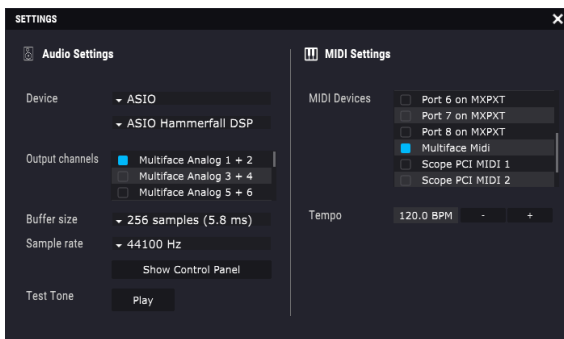 SETTINGS
Audio Settings
Device
ASIO
ASIO Hammerfall DSP
Output channels
Multiface Analog 1 + 2
Multiface Analog 3 + 4
Multiface Analog 5 + 6
Buffer size
256 samples (5.8 ms)
Sample rate
44100 Hz
Show Control Panel
Test Tone
Play
MIDI Settings
MIDI Devices
Port 6 on MXPXT
Port 7 on MXPXT
Port 8 on MXPXT
Multiface Midi
Scope PCI MIDI 1
Scope PCI MIDI 2
Tempo
120.0 BPM - +